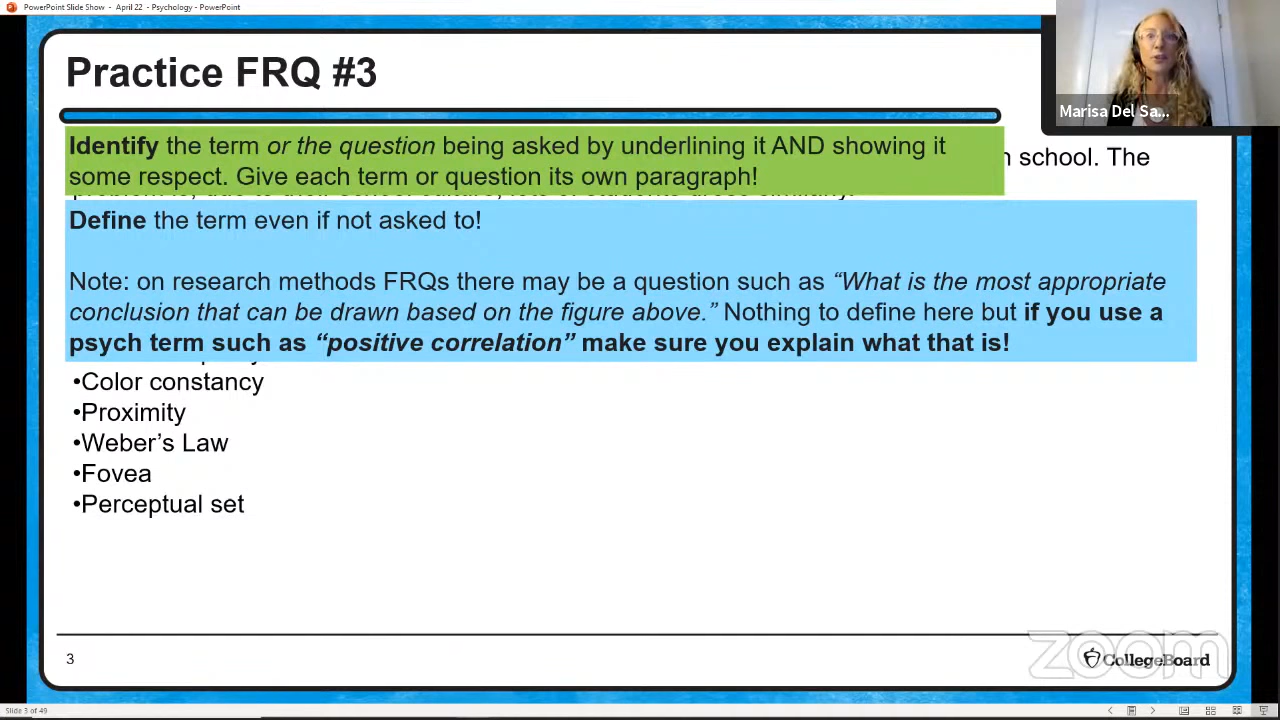 PowerPoint Slide Show - April 22 - Psychology - PowerPoint
Practice FRQ #3
Marisa Del Sa...
Identify the term or the question being asked by underlining it AND showing it
some respect. Give each term or question its own paragraph!
school. The
Define the term even if not asked to!
Note: on research methods FRQs there may be a question such as “What is the most appropriate
conclusion that can be drawn based on the figure above.” Nothing to define here but if you use a
psych term such as “positive correlation” make sure you explain what that is!
•Color constancy
•Proximity
•Weber’s Law
•Fovea
•Perceptual set
3
zoom
CollegeBoard
Slide 3 of 49